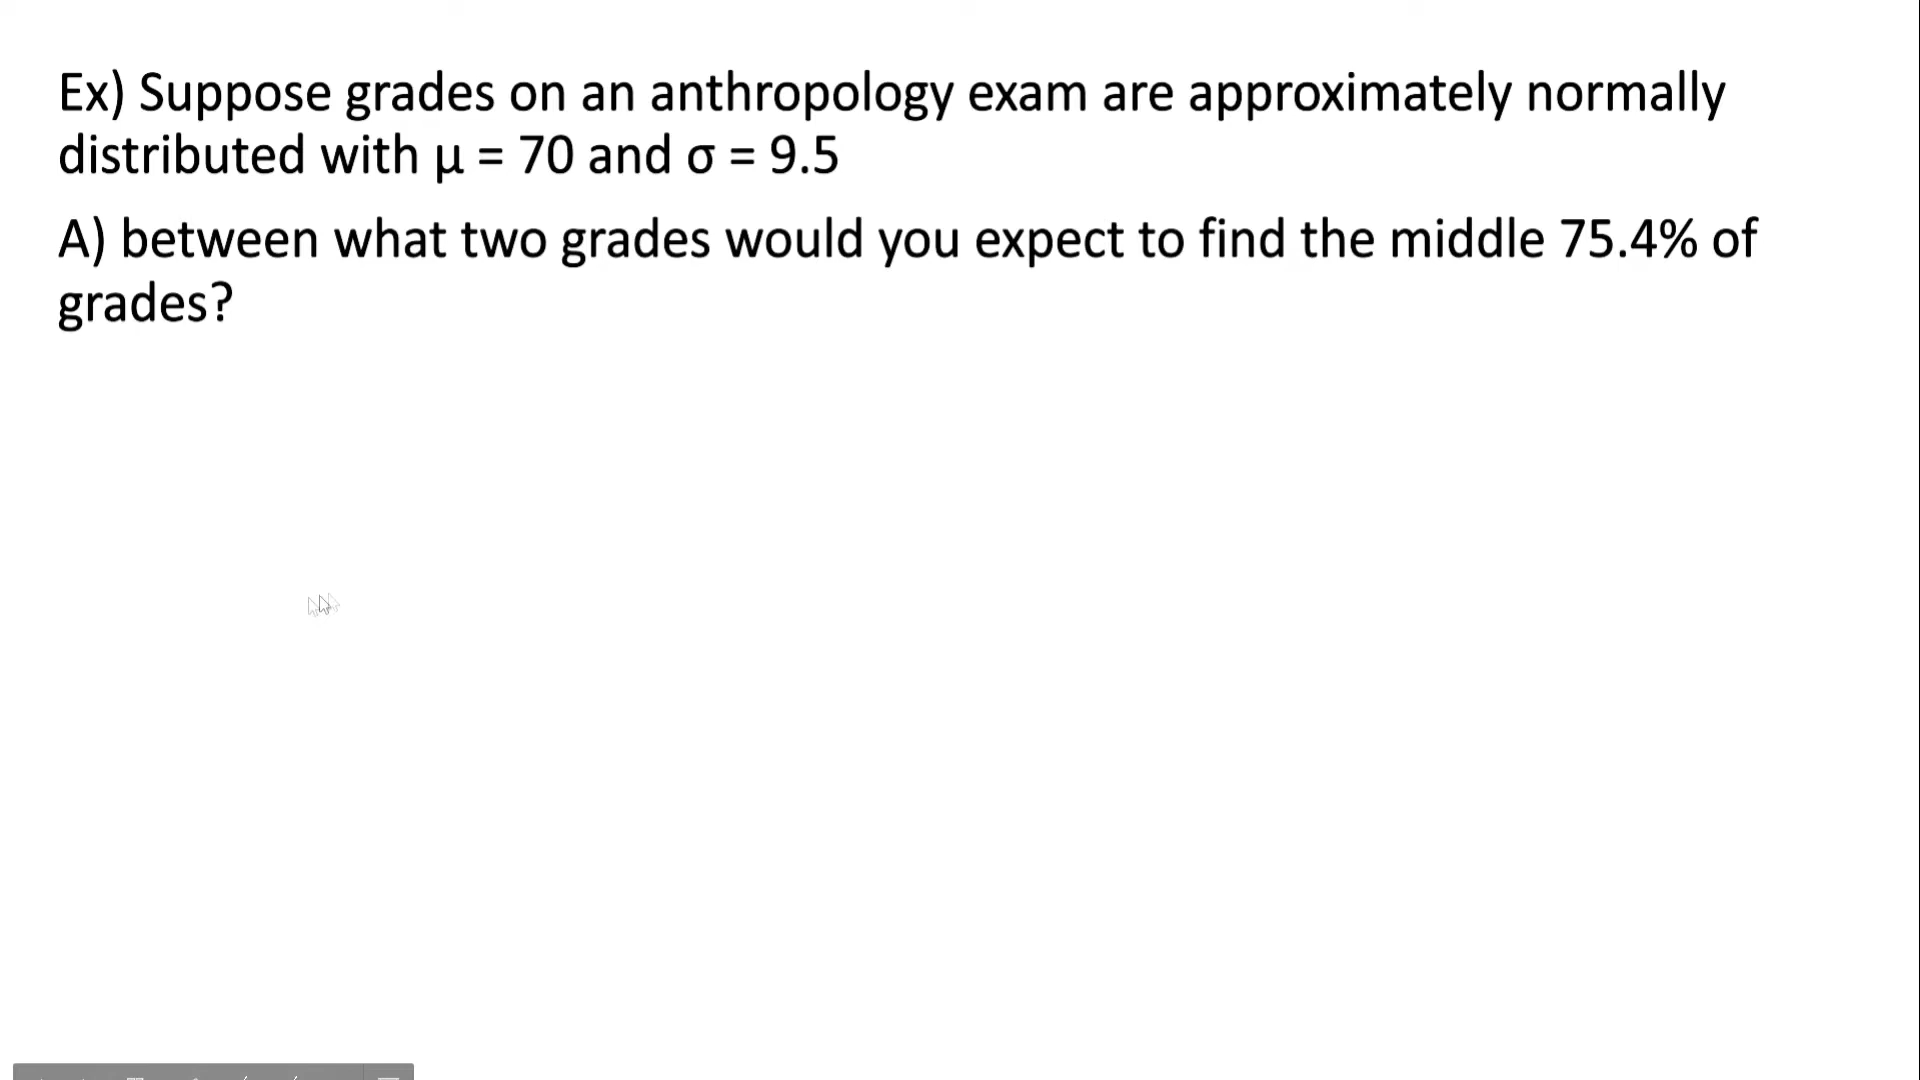 Ex) Suppose grades on an anthropology exam are approximately normally
distributed with μ = 70 and σ = 9.5
A) between what two grades would you expect to find the middle 75.4% of
grades?